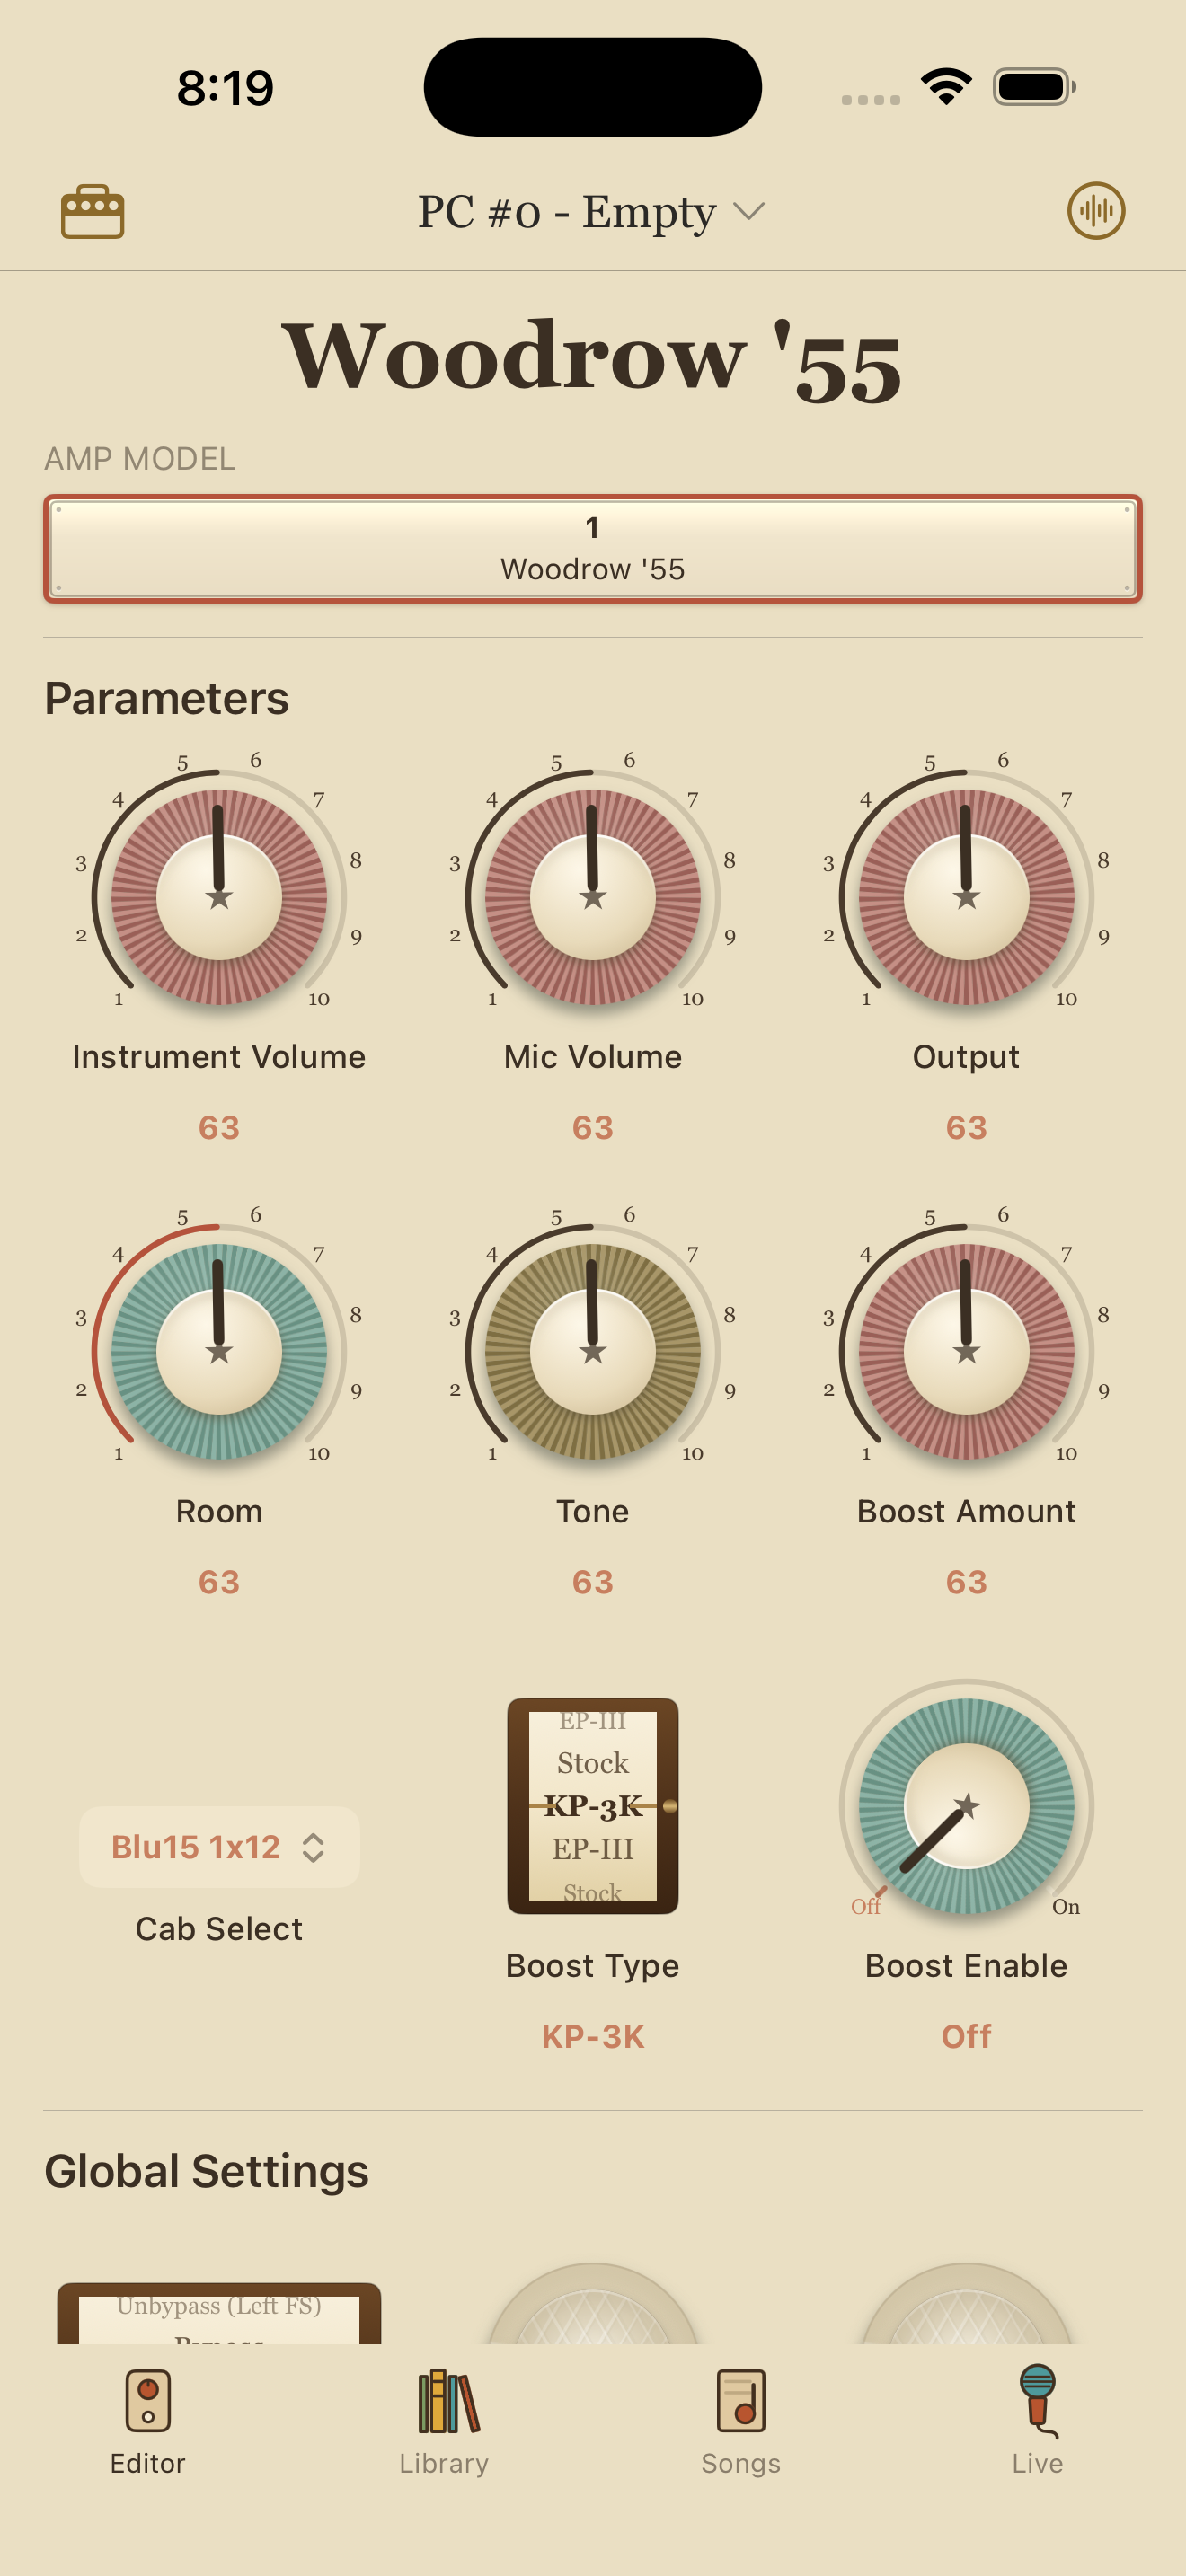 8:19
PC #0 - Empty
Woodrow '55
AMP MODEL
1
Woodrow '55
Parameters
1 2 3 4 5 6 7 8 9 10
Instrument Volume
63
1 2 3 4 5 6 7 8 9 10
Mic Volume
63
1 2 3 4 5 6 7 8 9 10
Output
63
1 2 3 4 5 6 7 8 9 10
Room
63
1 2 3 4 5 6 7 8 9 10
Tone
63
1 2 3 4 5 6 7 8 9 10
Boost Amount
63
Blu15 1x12
Cab Select
EP-III
Stock
KP-3K
EP-III
Stock
Boost Type
KP-3K
Off On
Boost Enable
Off
Global Settings
Unbypass (Left FS)
Bypass
Editor
Library
Songs
Live